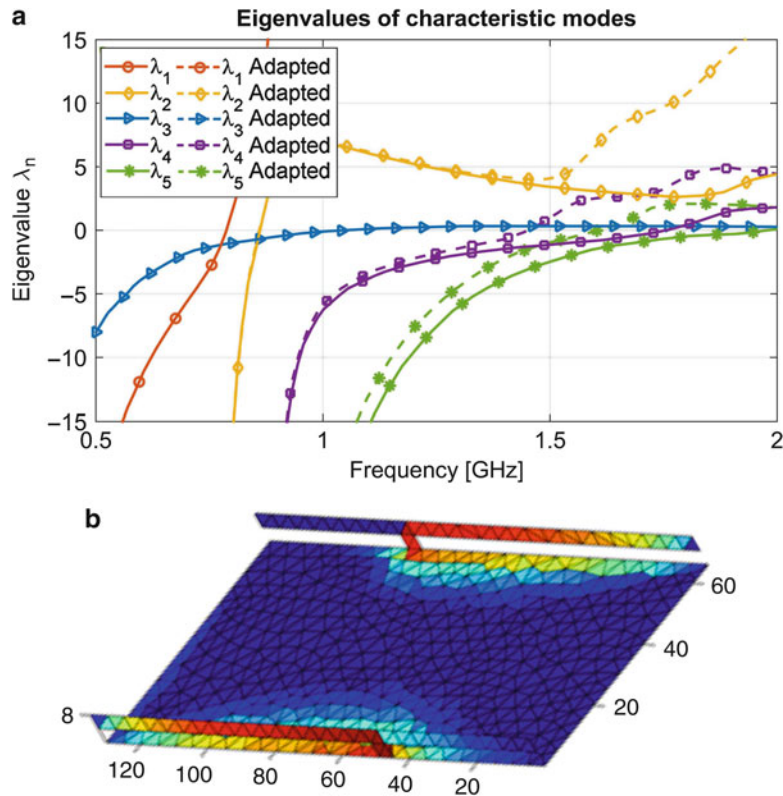 a
Eigenvalues of characteristic modes
15
10
5
0
-5
-10
-15
Eigenvalue λn
λ1 λ1 Adapted
λ2 λ2 Adapted
λ3 λ3 Adapted
λ4 λ4 Adapted
λ5 λ5 Adapted
0.5 1 1.5 2
Frequency [GHz]
b
60
40
20
8
120 100 80 60 40 20